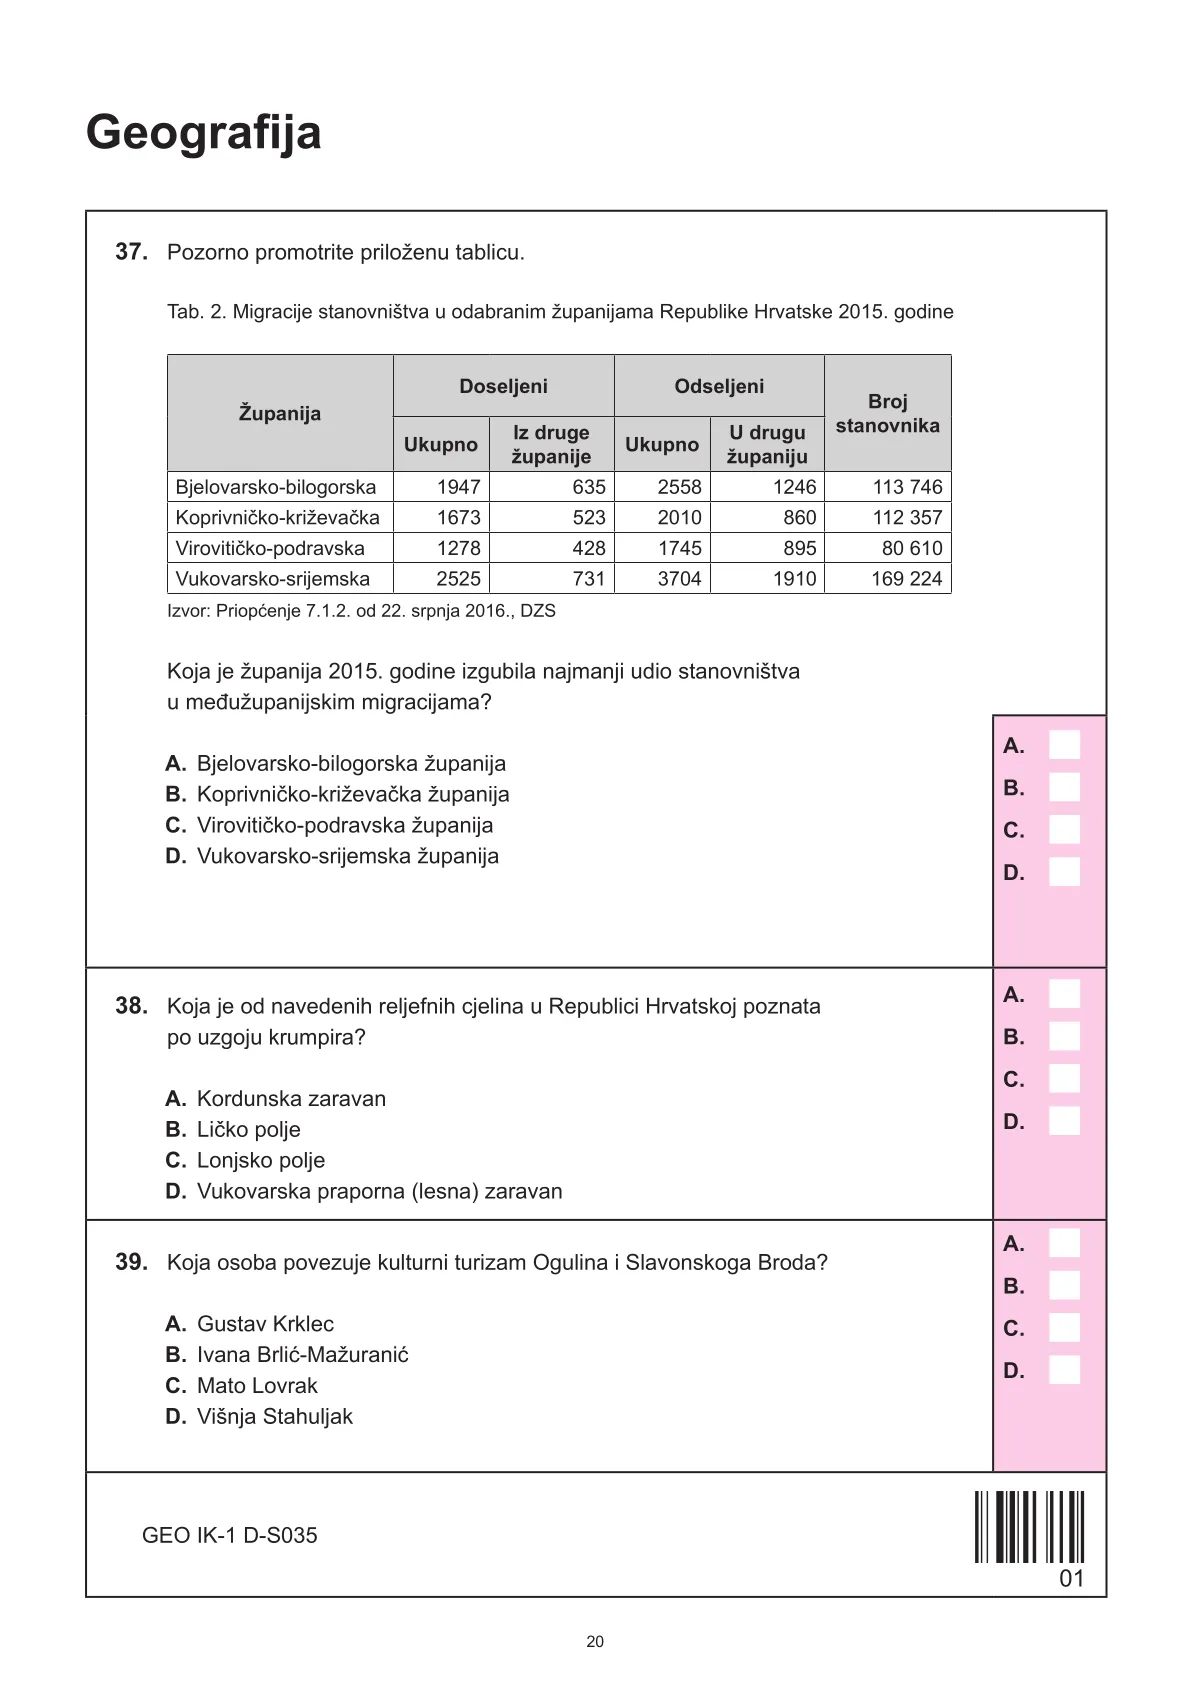 Geografija
37. Pozorno promotrite priloženu tablicu.
Tab. 2. Migracije stanovništva u odabranim županijama Republike Hrvatske 2015. godine
Županija Doseljeni Odseljeni Broj stanovnika
Ukupno Iz druge županije Ukupno U drugu županiju
Bjelovarsko-bilogorska 1947 635 2558 1246 113 746
Koprivničko-križevačka 1673 523 2010 860 112 357
Virovitičko-podravska 1278 428 1745 895 80 610
Vukovarsko-srijemska 2525 731 3704 1910 169 224
Izvor: Priopćenje 7.1.2. od 22. srpnja 2016., DZS
Koja je županija 2015. godine izgubila najmanji udio stanovništva
u međužupanijskim migracijama?
A. Bjelovarsko-bilogorska županija
B. Koprivničko-križevačka županija
C. Virovitičko-podravska županija
D. Vukovarsko-srijemska županija
A.
B.
C.
D.
38. Koja je od navedenih reljefnih cjelina u Republici Hrvatskoj poznata
po uzgoju krumpira?
A. Kordunska zaravan
B. Ličko polje
C. Lonjsko polje
D. Vukovarska praporna (lesna) zaravan
A.
B.
C.
D.
39. Koja osoba povezuje kulturni turizam Ogulina i Slavonskoga Broda?
A. Gustav Krklec
B. Ivana Brlić-Mažuranić
C. Mato Lovrak
D. Višnja Stahuljak
A.
B.
C.
D.
GEO IK-1 D-S035
01
20